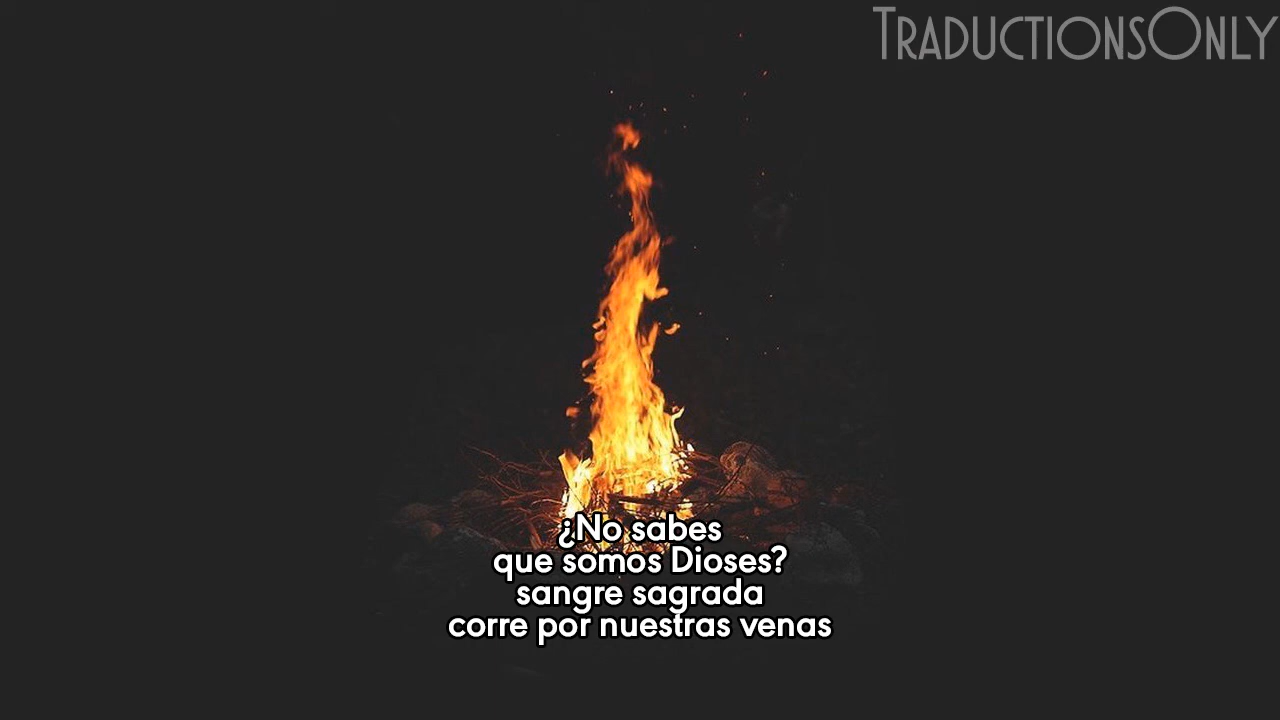 TRADUCTIONSONLY
¿No sabes
que somos Dioses?
sangre sagrada
corre por nuestras venas